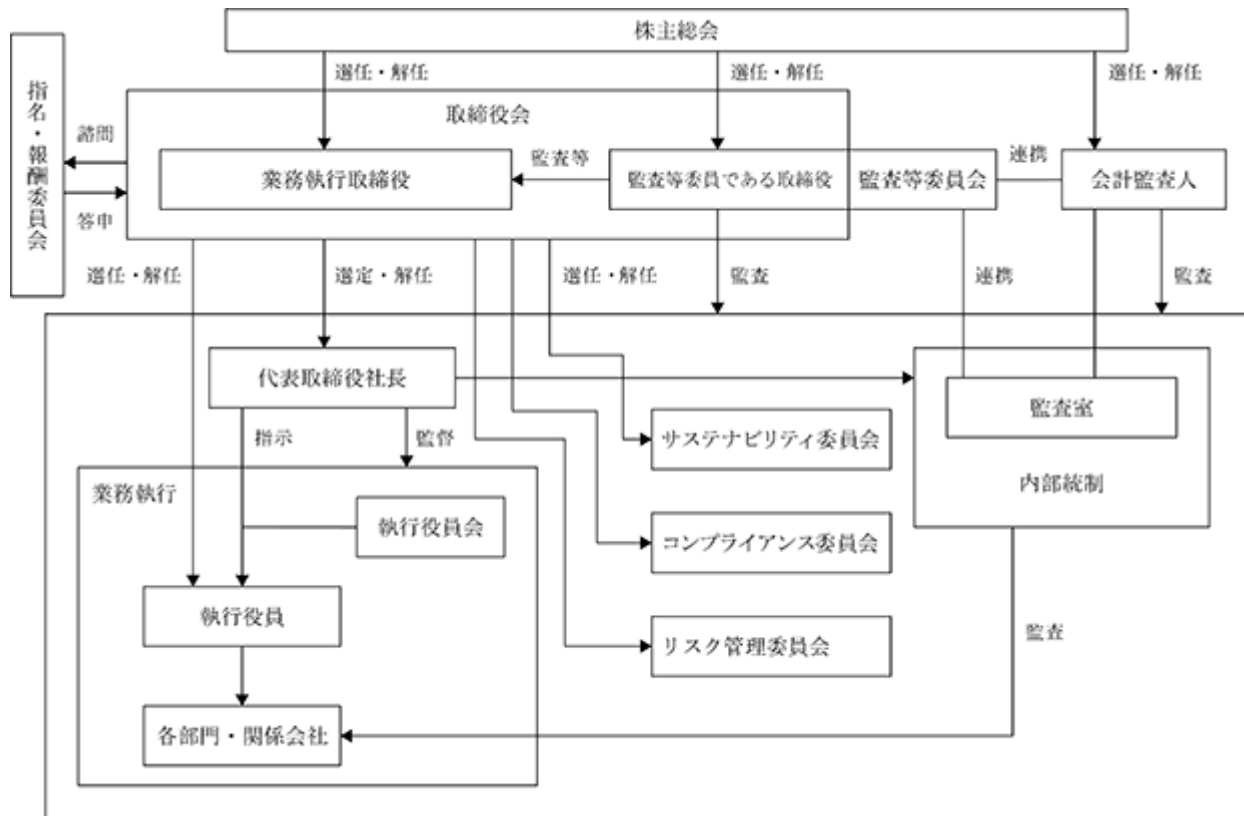 株主総会
選任・解任
選任・解任
選任・解任
指名・報酬委員会
諮問
答申
取締役会
業務執行取締役
監査等
監査等委員である取締役
監査等委員会
連携
会計監査人
選任・解任
選定・解任
選任・解任
監査
連携
監査
代表取締役社長
指示
監督
サステナビリティ委員会
監査室
内部統制
業務執行
執行役員会
コンプライアンス委員会
執行役員
リスク管理委員会
監査
各部門・関係会社